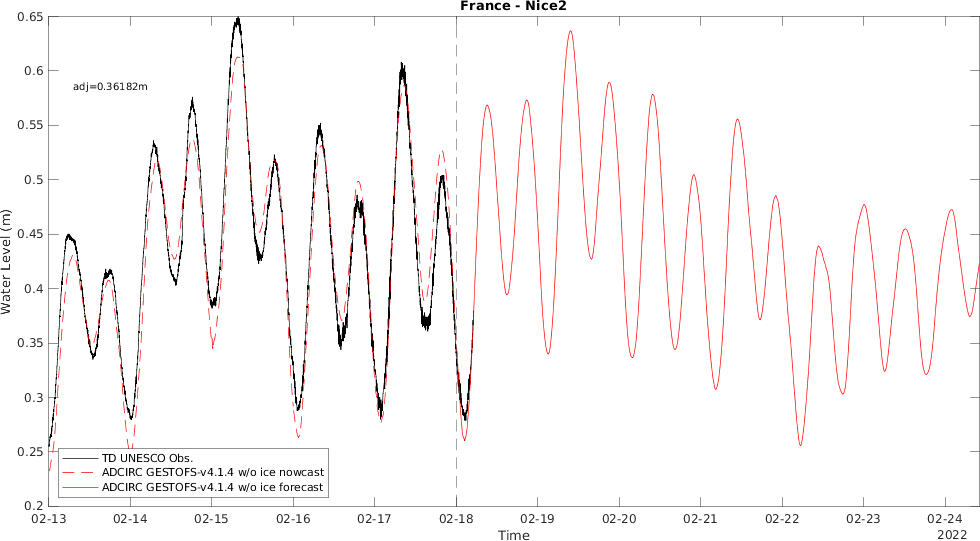 France - Nice2
0.65
0.6
0.55
0.5
0.45
0.4
0.35
0.3
0.25
0.2
Water Level (m)
adj=0.36182m
TD UNESCO Obs.
ADCIRC GESTOFS-v4.1.4 w/o ice nowcast
ADCIRC GESTOFS-v4.1.4 w/o ice forecast
02-13 02-14 02-15 02-16 02-17 02-18 02-19 02-20 02-21 02-22 02-23 02-24
Time
2022